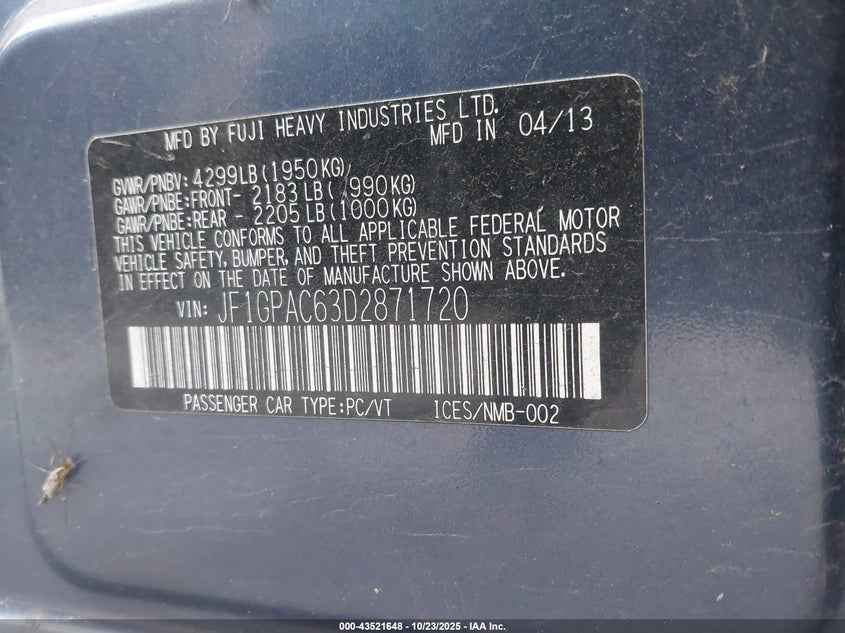 MFD BY FUJI HEAVY INDUSTRIES LTD.
MFD IN 04/13
GVWR/PNBV: 4299LB(1950KG)
GAWR/PNBE:FRONT- 2183LB( 990KG)
GAWR/PNBE:REAR - 2205LB(1000KG)
THIS VEHICLE CONFORMS TO ALL APPLICABLE FEDERAL MOTOR
VEHICLE SAFETY, BUMPER, AND THEFT PREVENTION STANDARDS
IN EFFECT ON THE DATE OF MANUFACTURE SHOWN ABOVE.
VIN: JF1GPAC63D2871720
PASSENGER CAR TYPE:PC/VT ICES/NMB-002
000-43521648 - 10/23/2025 - IAA Inc.